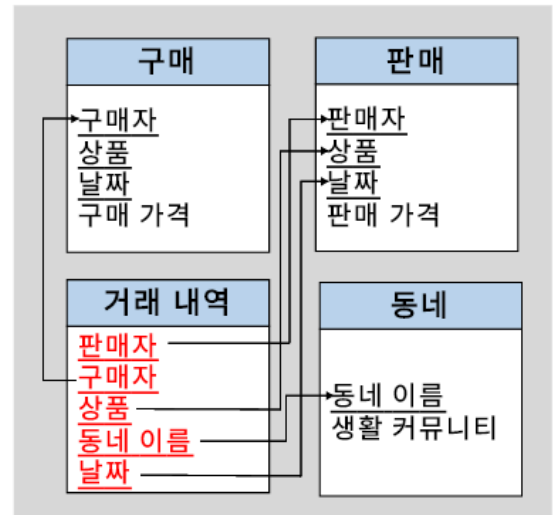 구매
구매자
상품
날짜
구매 가격
판매
판매자
상품
날짜
판매 가격
거래 내역
판매자
구매자
상품
동네 이름
날짜
동네
동네 이름
생활 커뮤니티